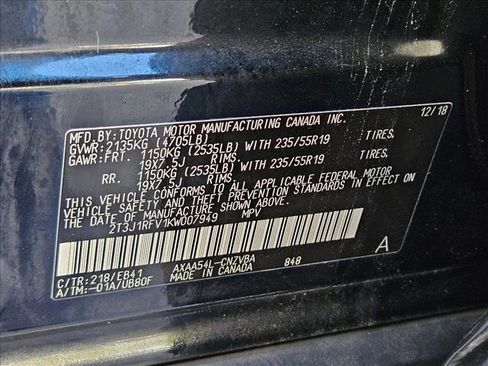 MFD.BY:TOYOTA MOTOR MANUFACTURING CANADA INC. 12/18
GVWR: 2135KG (4705LB)
GAWR:FRT. 1150KG (2535LB) WITH 235/55R19 TIRES,
19X7.5J RIMS,
RR. 1150KG (2535LB) WITH 235/55R19 TIRES,
19X7.5J RIMS,
THIS VEHICLE CONFORMS TO ALL APPLICABLE FEDERAL MOTOR
VEHICLE SAFETY AND THEFT PREVENTION STANDARDS IN EFFECT ON
THE DATE OF MANUFACTURE SHOWN ABOVE.
2T3J1RFV1KW007949 MPV
A
C/TR:218/EB41 AXAA54L-CNZVBA 848
A/TM:-01A/UB80F MADE IN CANADA